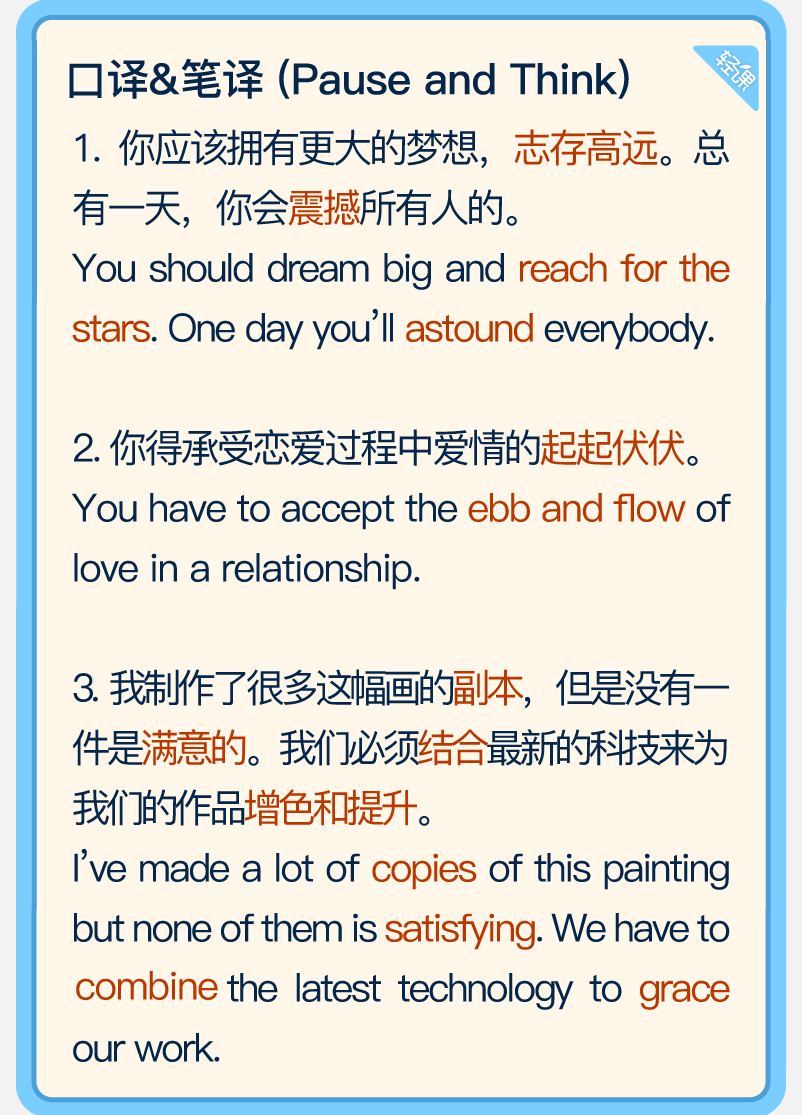 口译&笔译 (Pause and Think)
轻课
1. 你应该拥有更大的梦想，志存高远。总
有一天，你会震撼所有人的。
You should dream big and reach for the
stars. One day you’ll astound everybody.
2. 你得承受恋爱过程中爱情的起起伏伏。
You have to accept the ebb and flow of
love in a relationship.
3. 我制作了很多这幅画的副本，但是没有一
件是满意的。我们必须结合最新的科技来为
我们的作品增色和提升。
I’ve made a lot of copies of this painting
but none of them is satisfying. We have to
combine the latest technology to grace
our work.